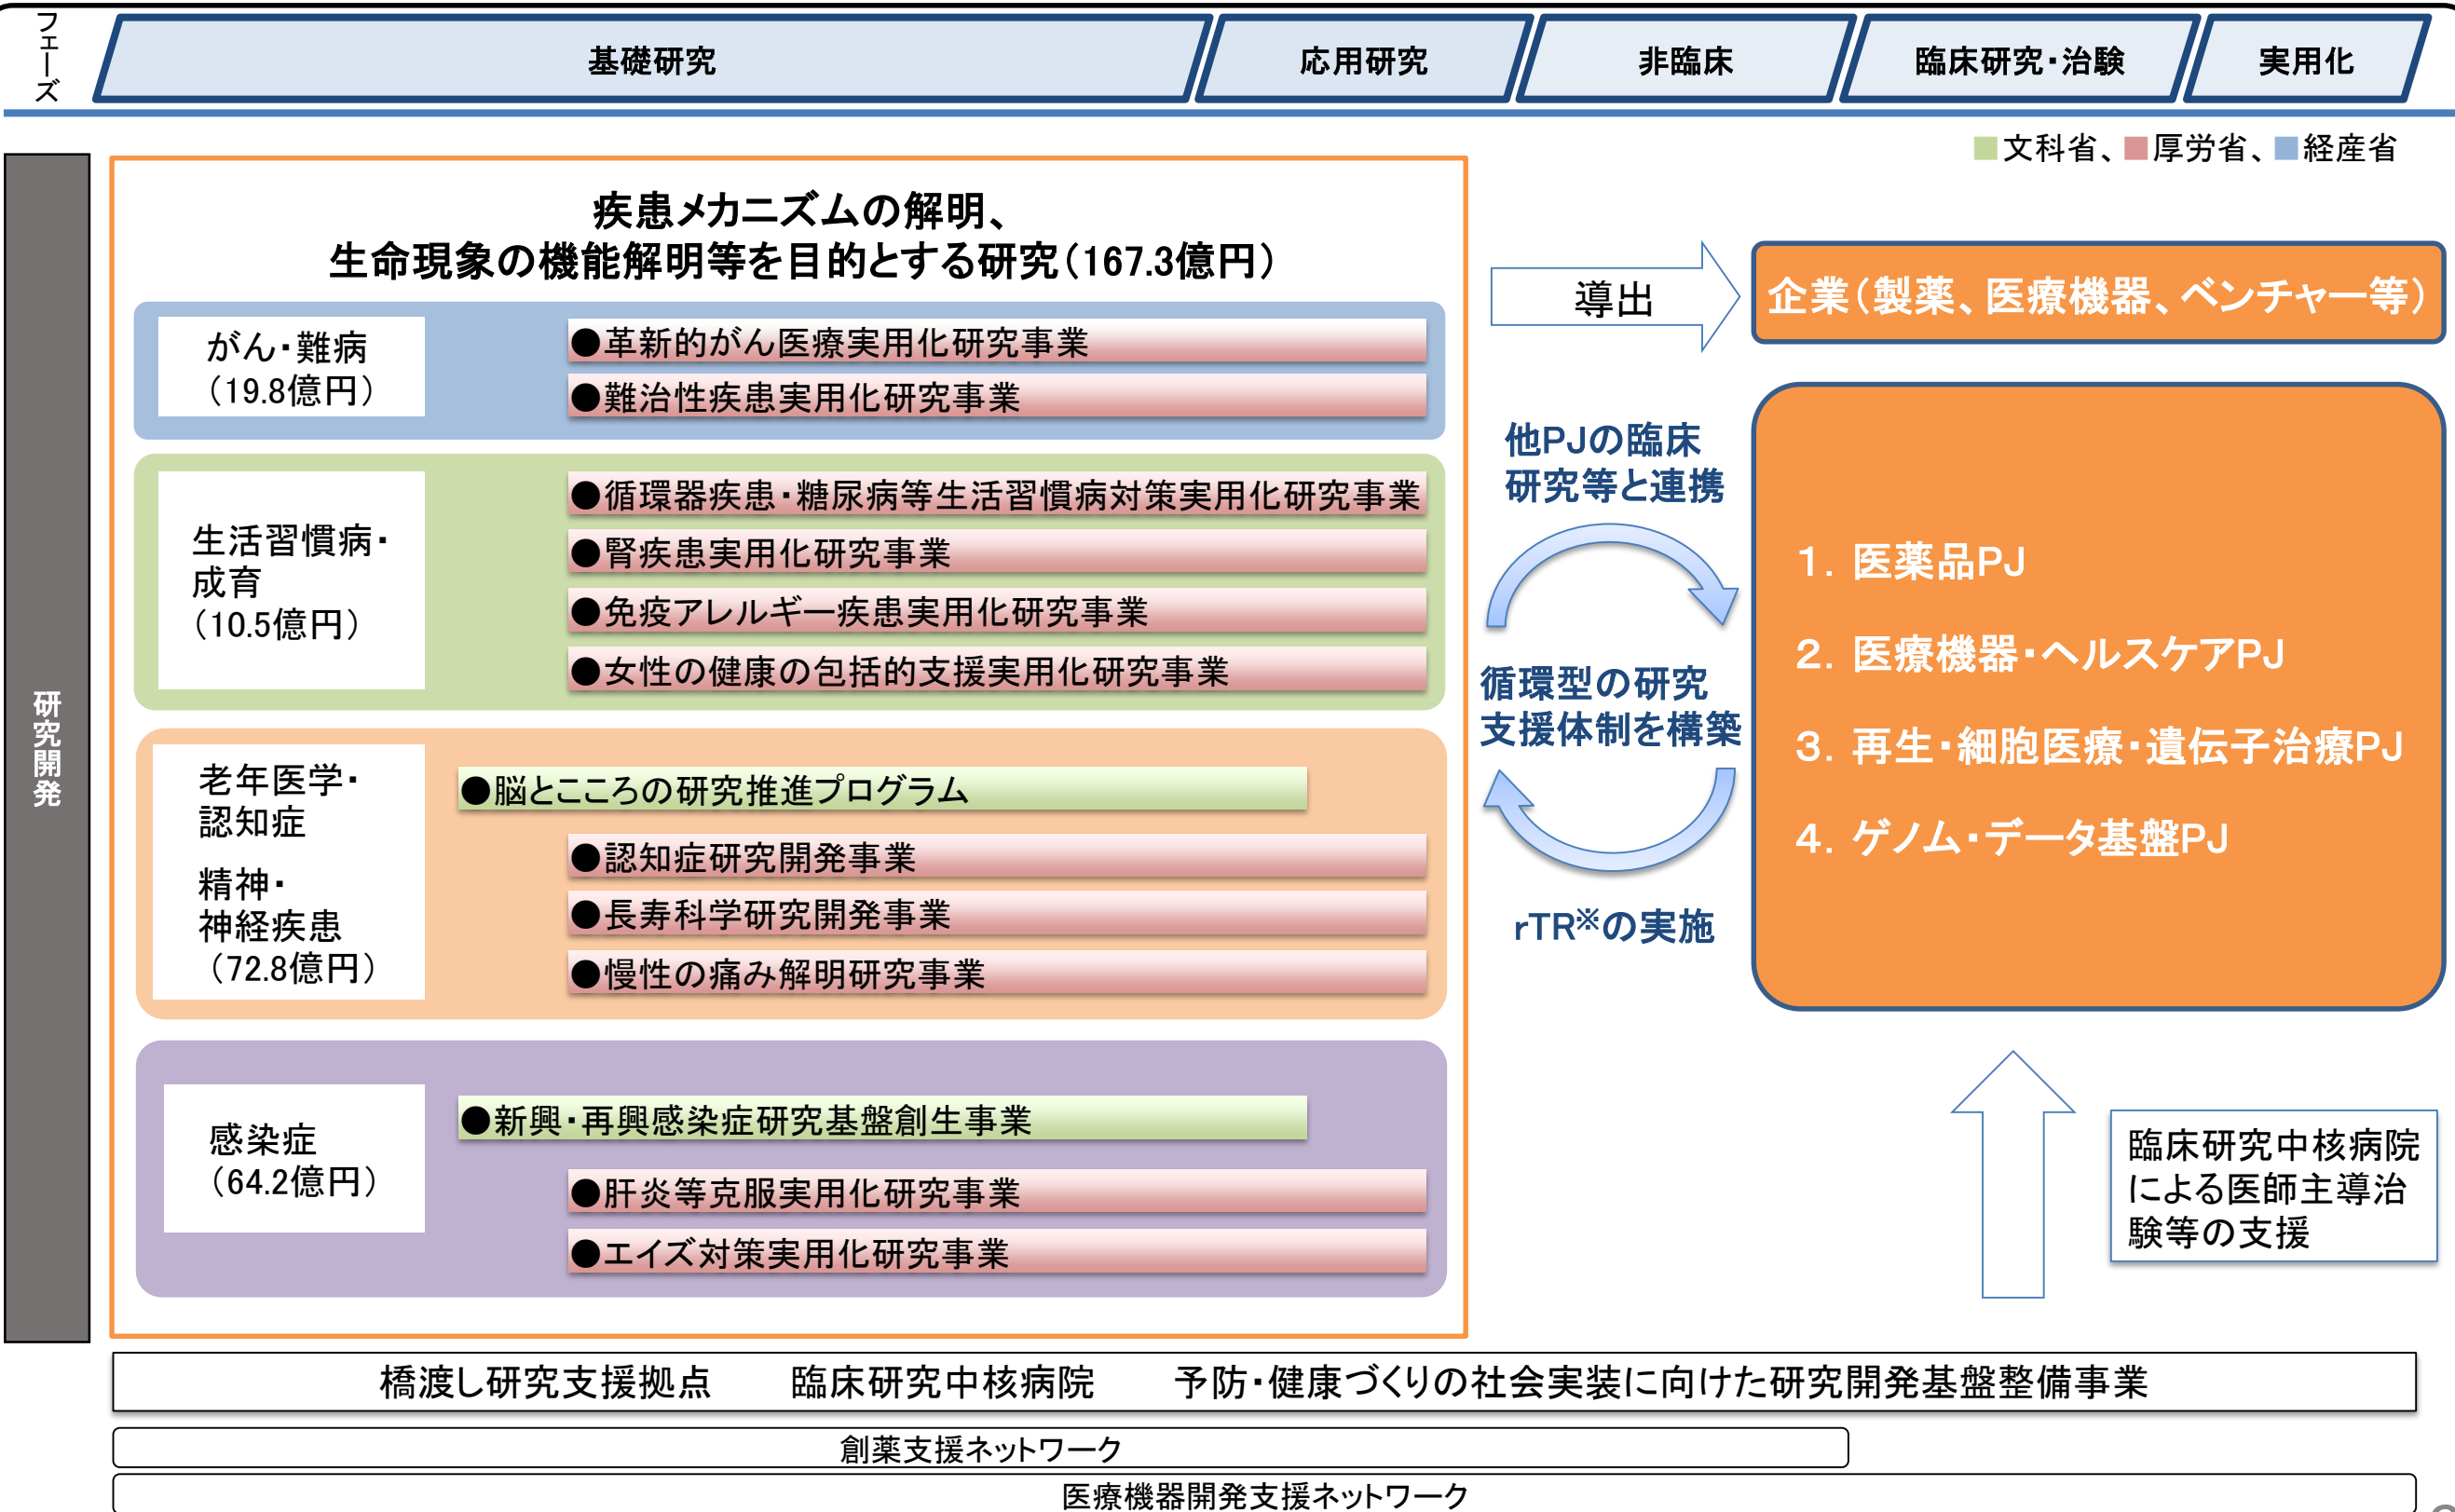 フェーズ
基礎研究
応用研究
非臨床
臨床研究・治験
実用化
■文科省、■厚労省、■経産省
研究開発
疾患メカニズムの解明、
生命現象の機能解明等を目的とする研究（167.3億円）
がん・難病
（19.8億円）
●革新的がん医療実用化研究事業
●難治性疾患実用化研究事業
生活習慣病・
成育
（10.5億円）
●循環器疾患・糖尿病等生活習慣病対策実用化研究事業
●腎疾患実用化研究事業
●免疫アレルギー疾患実用化研究事業
●女性の健康の包括的支援実用化研究事業
老年医学・
認知症
精神・
神経疾患
（72.8億円）
●脳とこころの研究推進プログラム
●認知症研究開発事業
●長寿科学研究開発事業
●慢性の痛み解明研究事業
感染症
（64.2億円）
●新興・再興感染症研究基盤創生事業
●肝炎等克服実用化研究事業
●エイズ対策実用化研究事業
導出
企業（製薬、医療機器、ベンチャー等）
他PJの臨床
研究等と連携
循環型の研究
支援体制を構築
rTR※の実施
1. 医薬品PJ
2. 医療機器・ヘルスケアPJ
3. 再生・細胞医療・遺伝子治療PJ
4. ゲノム・データ基盤PJ
臨床研究中核病院
による医師主導治
験等の支援
橋渡し研究支援拠点　臨床研究中核病院　予防・健康づくりの社会実装に向けた研究開発基盤整備事業
創薬支援ネットワーク
医療機器開発支援ネットワーク